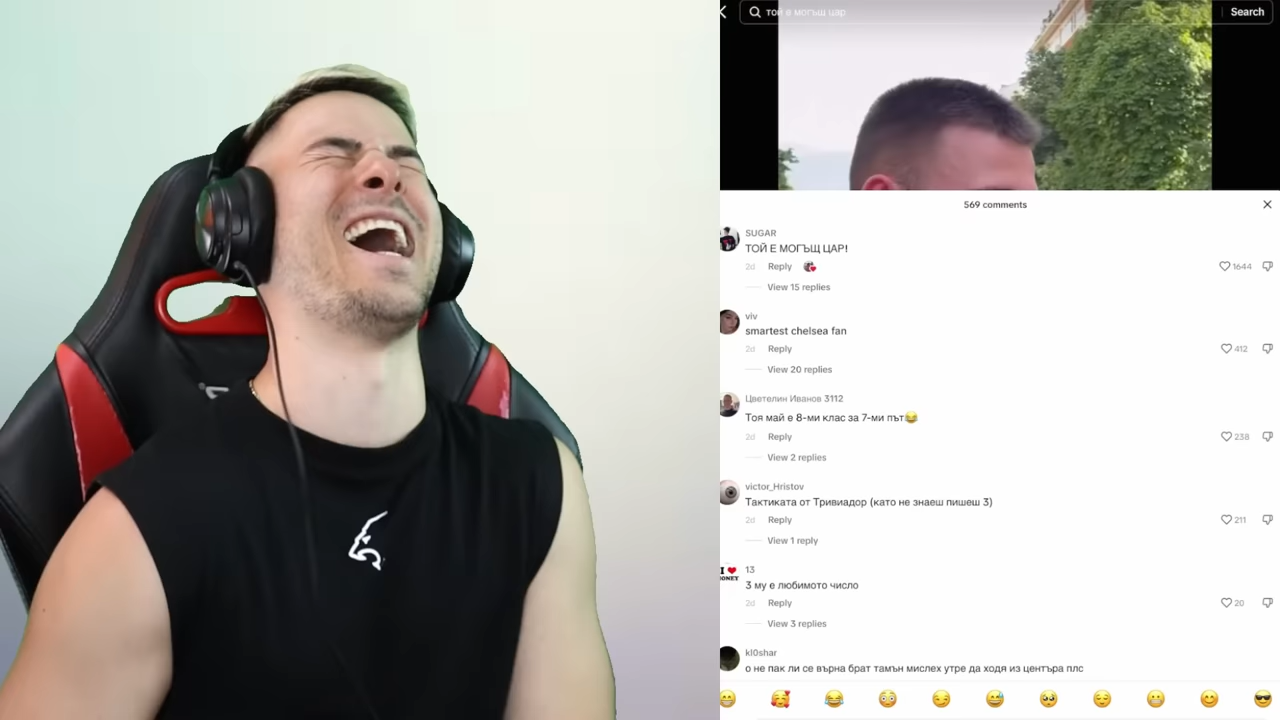 той е могъщ цар
Search
569 comments
SUGAR
ТОЙ Е МОГЪЩ ЦАР!
2d Reply
1644
View 15 replies
viv
smartest chelsea fan
2d Reply
412
View 20 replies
Цветелин Иванов 3112
Тоя май е 8-ми клас за 7-ми път😂
2d Reply
238
View 2 replies
victor_Hristov
Тактиката от Тривиадор (като не знаеш пишеш 3)
2d Reply
211
View 1 reply
I ❤ MONEY
13
3 му е любимото число
2d Reply
20
View 3 replies
kl0shar
о не пак ли се върна брат тамън мислех утре да ходя из центъра плс